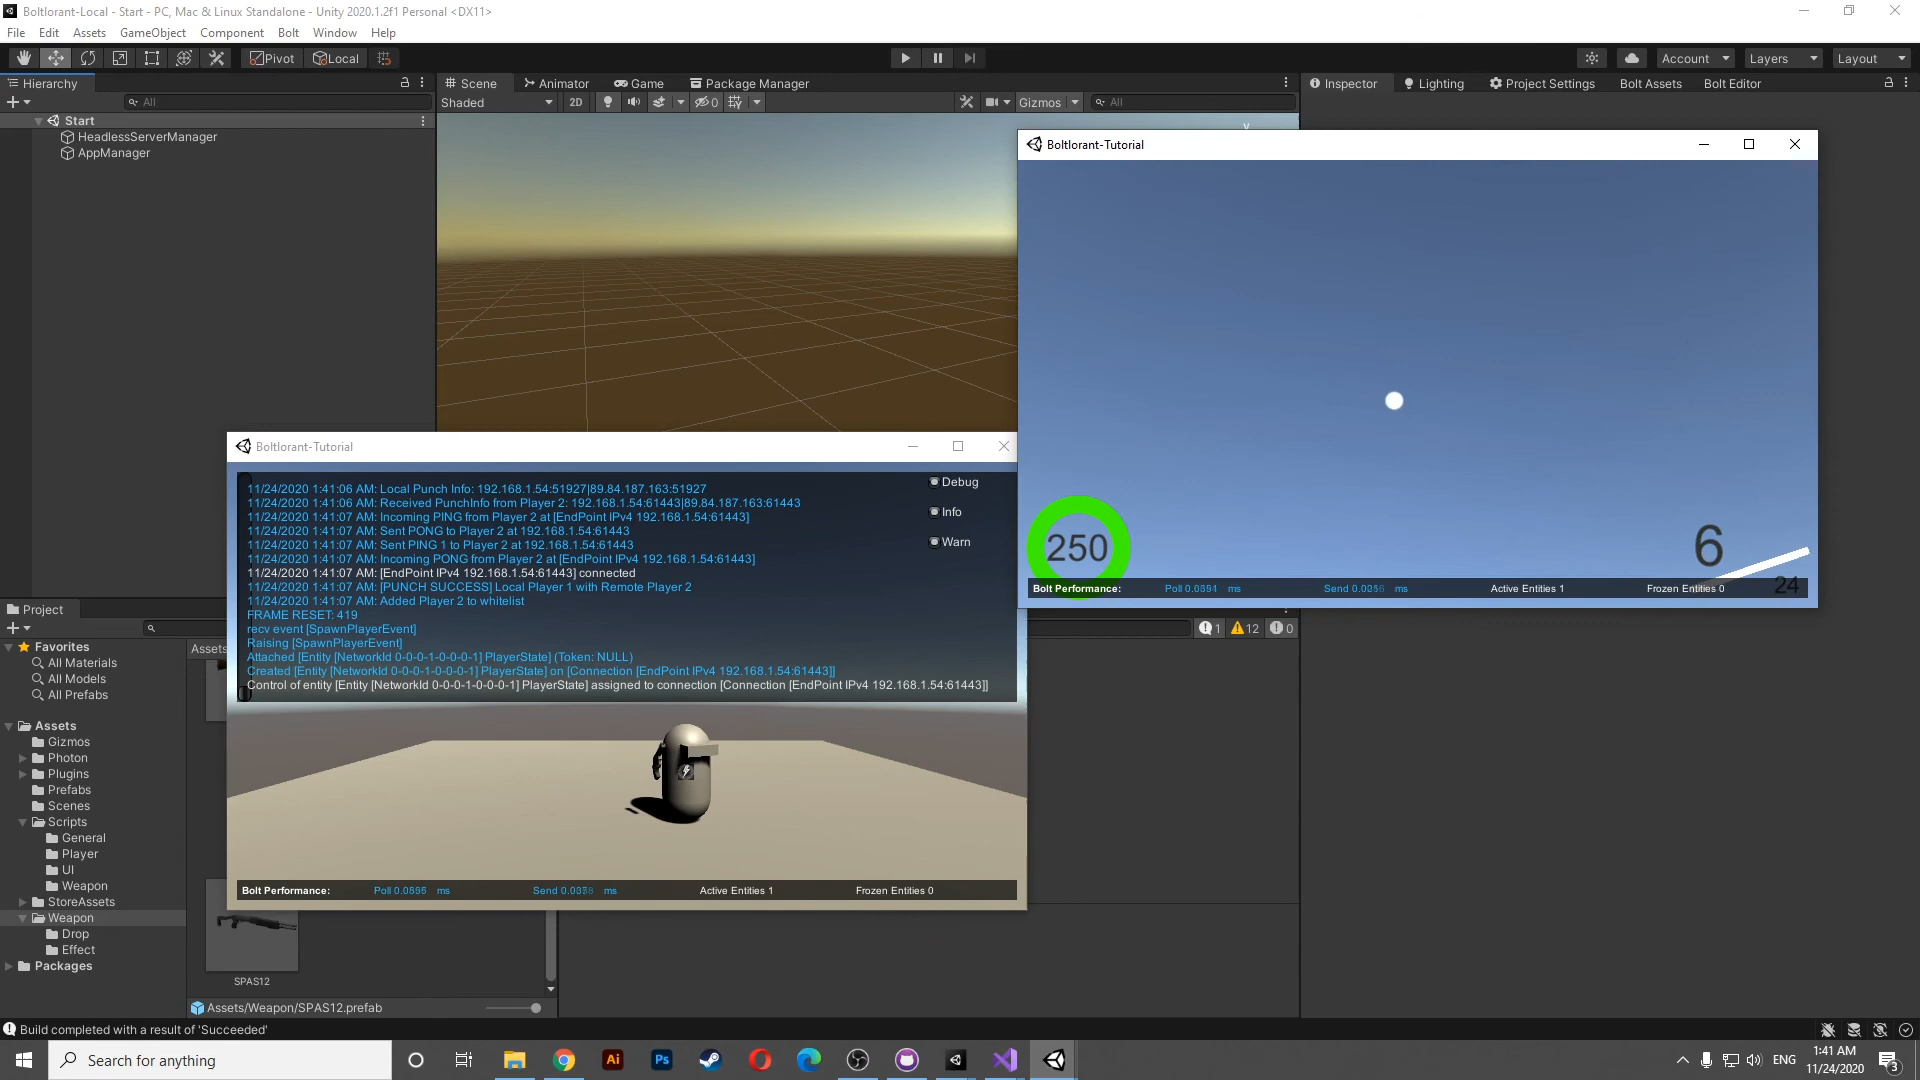 Boltlorant-Local - Start - PC, Mac & Linux Standalone - Unity 2020.1.2f1 Personal <DX11>
File Edit Assets GameObject Component Bolt Window Help
Pivot Local Account Layers Layout
Hierarchy
All
Start
HeadlessServerManager
AppManager
Scene Animator Game Package Manager
Shaded 2D 0 Gizmos All
Inspector Lighting Project Settings Bolt Assets Bolt Editor
y
Boltlorant-Tutorial
250
6
24
Bolt Performance: Poll ms Send ms Active Entities 1 Frozen Entities 0
Boltlorant-Tutorial
11/24/2020 1:41:06 AM: Local Punch Info: 192.168.1.54:51927|89.84.187.163:51927
11/24/2020 1:41:06 AM: Received PunchInfo from Player 2: 192.168.1.54:61443|89.84.187.163:61443
11/24/2020 1:41:07 AM: Incoming PING from Player 2 at [EndPoint IPv4 192.168.1.54:61443]
11/24/2020 1:41:07 AM: Sent PONG to Player 2 at 192.168.1.54:61443
11/24/2020 1:41:07 AM: Sent PING 1 to Player 2 at 192.168.1.54:61443
11/24/2020 1:41:07 AM: Incoming PONG from Player 2 at [EndPoint IPv4 192.168.1.54:61443]
11/24/2020 1:41:07 AM: [EndPoint IPv4 192.168.1.54:61443] connected
11/24/2020 1:41:07 AM: [PUNCH SUCCESS] Local Player 1 with Remote Player 2
11/24/2020 1:41:07 AM: Added Player 2 to whitelist
FRAME RESET: 419
recv event [SpawnPlayerEvent]
Raising [SpawnPlayerEvent]
Attached [Entity [NetworkId 0-0-0-1-0-0-0-1] PlayerState] (Token: NULL)
Created [Entity [NetworkId 0-0-0-1-0-0-0-1] PlayerState] on [Connection [EndPoint IPv4 192.168.1.54:61443]]
Control of entity [Entity [NetworkId 0-0-0-1-0-0-0-1] PlayerState] assigned to connection [Connection [EndPoint IPv4 192.168.1.54:61443]]
Debug
Info
Warn
Bolt Performance: Poll ms Send ms Active Entities 1 Frozen Entities 0
1 12 0
Project
Favorites
All Materials
All Models
All Prefabs
Assets
Gizmos
Photon
Plugins
Prefabs
Scenes
Scripts
General
Player
UI
Weapon
StoreAssets
Weapon
Drop
Effect
Packages
Assets
SPAS12
Assets/Weapon/SPAS12.prefab
Build completed with a result of 'Succeeded'
Search for anything
Ai
Ps
ENG
1:41 AM
11/24/2020
3